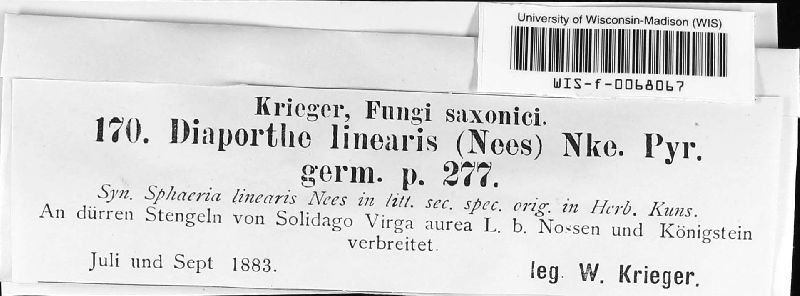 University of Wisconsin-Madison (WIS)
WIS-f-0068067
Krieger, Fungi saxonici.
170. Diaporthe linearis (Nees) Nke. Pyr.
germ. p. 277.
Syn. Sphaeria linearis Nees in litt. sec. spec. orig. in Herb. Kuns.
An dürren Stengeln von Solidago Virga aurea L. b. Nossen und Königstein
verbreitet.
Juli und Sept 1883.
leg. W. Krieger.